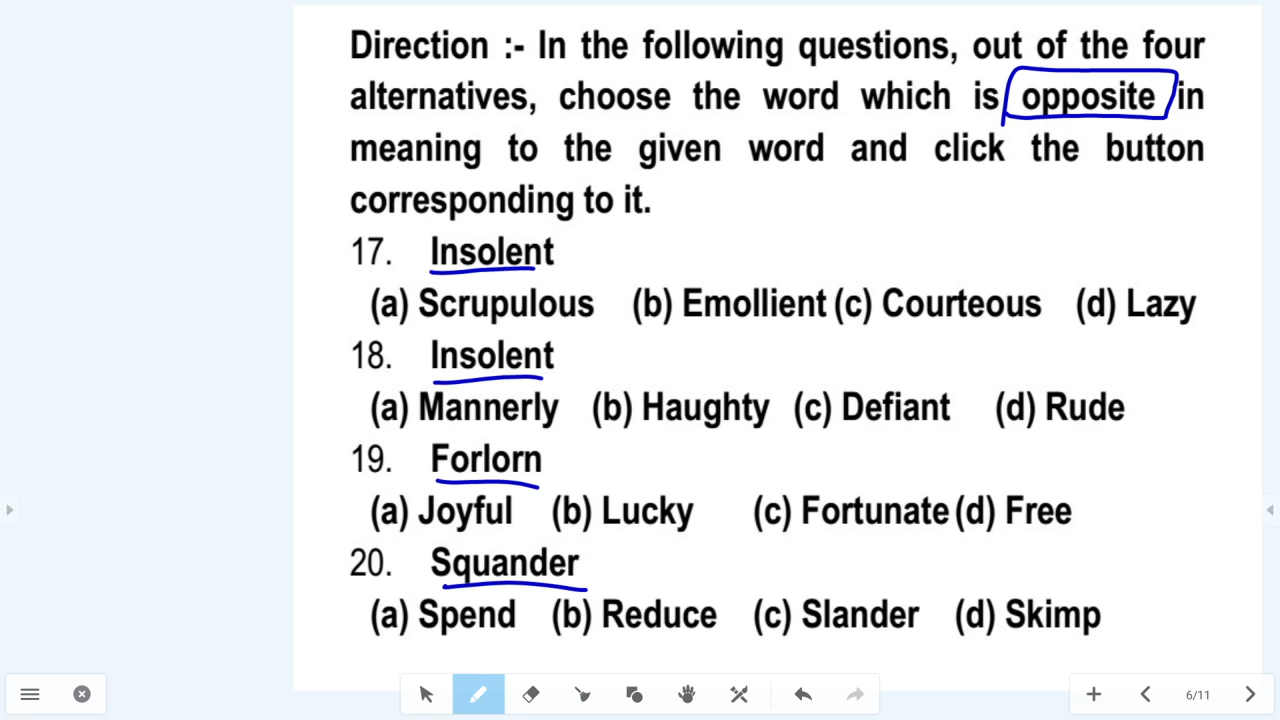 Direction :- In the following questions, out of the four
alternatives, choose the word which is opposite in
meaning to the given word and click the button
corresponding to it.
17. Insolent
(a) Scrupulous (b) Emollient (c) Courteous (d) Lazy
18. Insolent
(a) Mannerly (b) Haughty (c) Defiant (d) Rude
19. Forlorn
(a) Joyful (b) Lucky (c) Fortunate (d) Free
20. Squander
(a) Spend (b) Reduce (c) Slander (d) Skimp
6/11